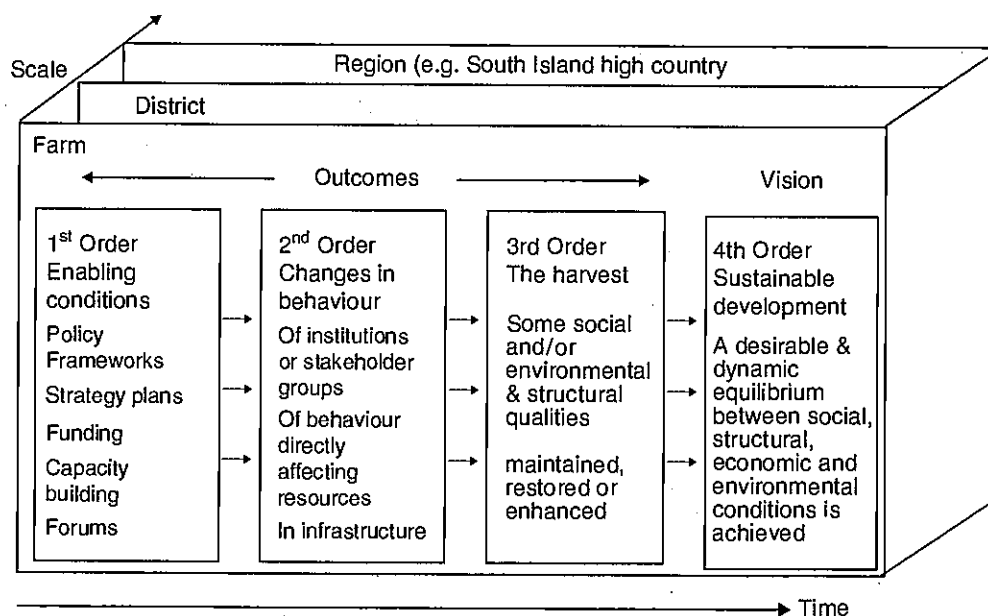 Scale
Region (e.g. South Island high country
District
Farm
Outcomes
Vision
1st Order
Enabling
conditions
Policy
Frameworks
Strategy plans
Funding
Capacity
building
Forums
2nd Order
Changes in
behaviour
Of institutions
or stakeholder
groups
Of behaviour
directly
affecting
resources
In infrastructure
3rd Order
The harvest
Some social
and/or
environmental
& structural
qualities
maintained,
restored or
enhanced
4th Order
Sustainable
development
A desirable &
dynamic
equilibrium
between social,
structural,
economic and
environmental
conditions is
achieved
Time